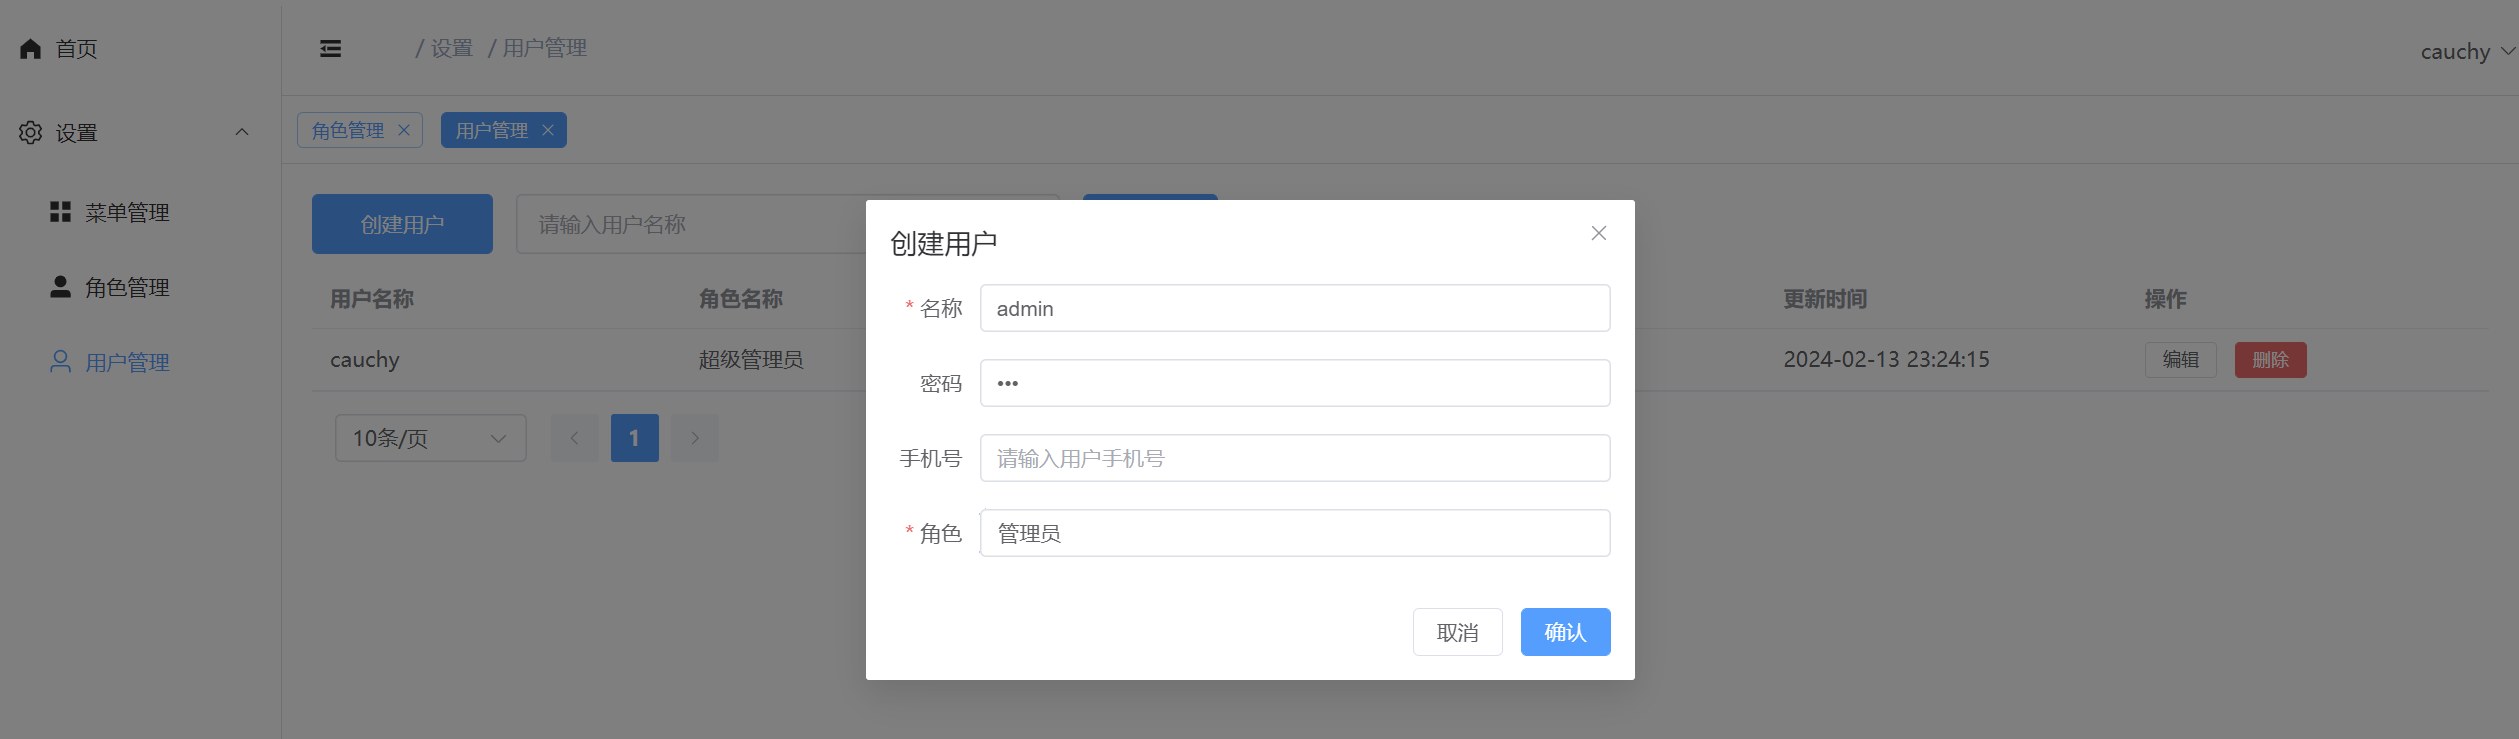 首页
设置
菜单管理
角色管理
用户管理
/ 设置 / 用户管理
cauchy
角色管理
用户管理
创建用户
请输入用户名称
用户名称 角色名称 更新时间 操作
cauchy 超级管理员 2024-02-13 23:24:15 编辑 删除
10条/页 1
创建用户
* 名称 admin
密码 •••
手机号 请输入用户手机号
* 角色 管理员
取消 确认